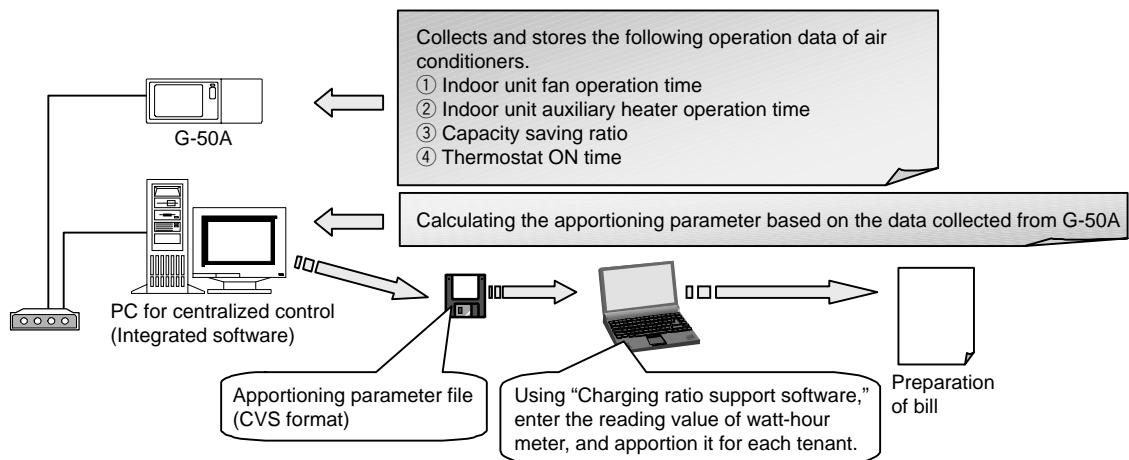 Collects and stores the following operation data of air
conditioners.
① Indoor unit fan operation time
② Indoor unit auxiliary heater operation time
③ Capacity saving ratio
④ Thermostat ON time
G-50A
Calculating the apportioning parameter based on the data collected from G-50A
PC for centralized control
(Integrated software)
Apportioning parameter file
(CVS format)
Using “Charging ratio support software,”
enter the reading value of watt-hour
meter, and apportion it for each tenant.
Preparation
of bill